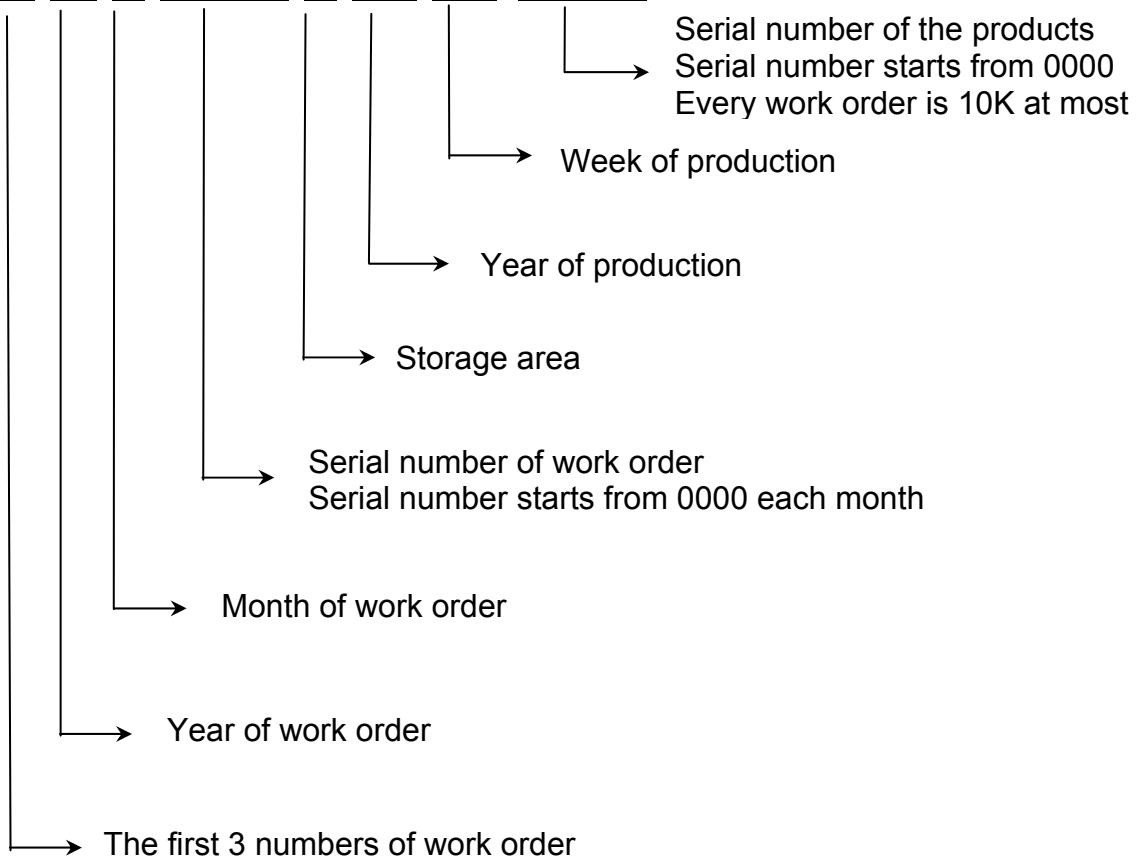 Serial number of the products
Serial number starts from 0000
Every work order is 10K at most
Week of production
Year of production
Storage area
Serial number of work order
Serial number starts from 0000 each month
Month of work order
Year of work order
The first 3 numbers of work order